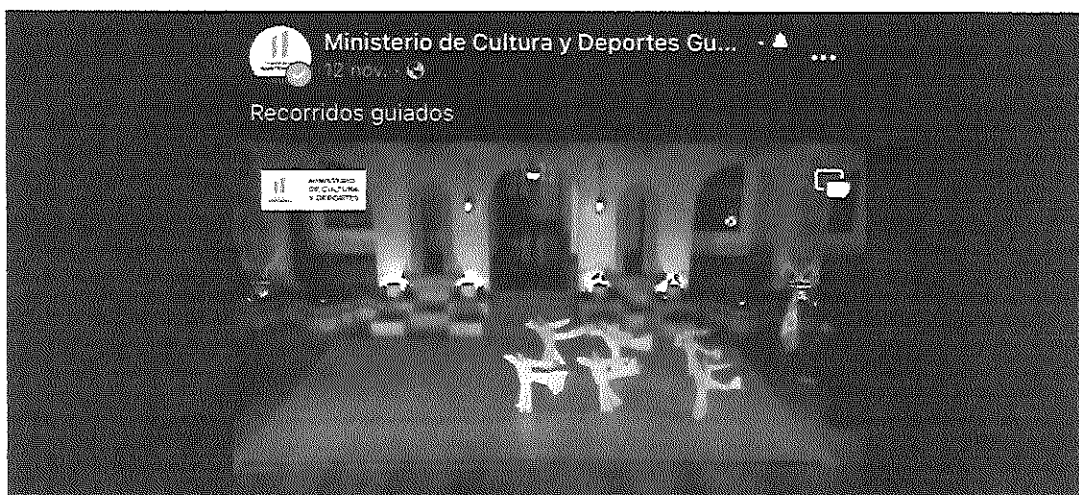 Ministerio de Cultura y Deportes Gu...
12 nov.
Recorridos guiados
MINISTERIO
DE CULTURA
Y DEPORTES